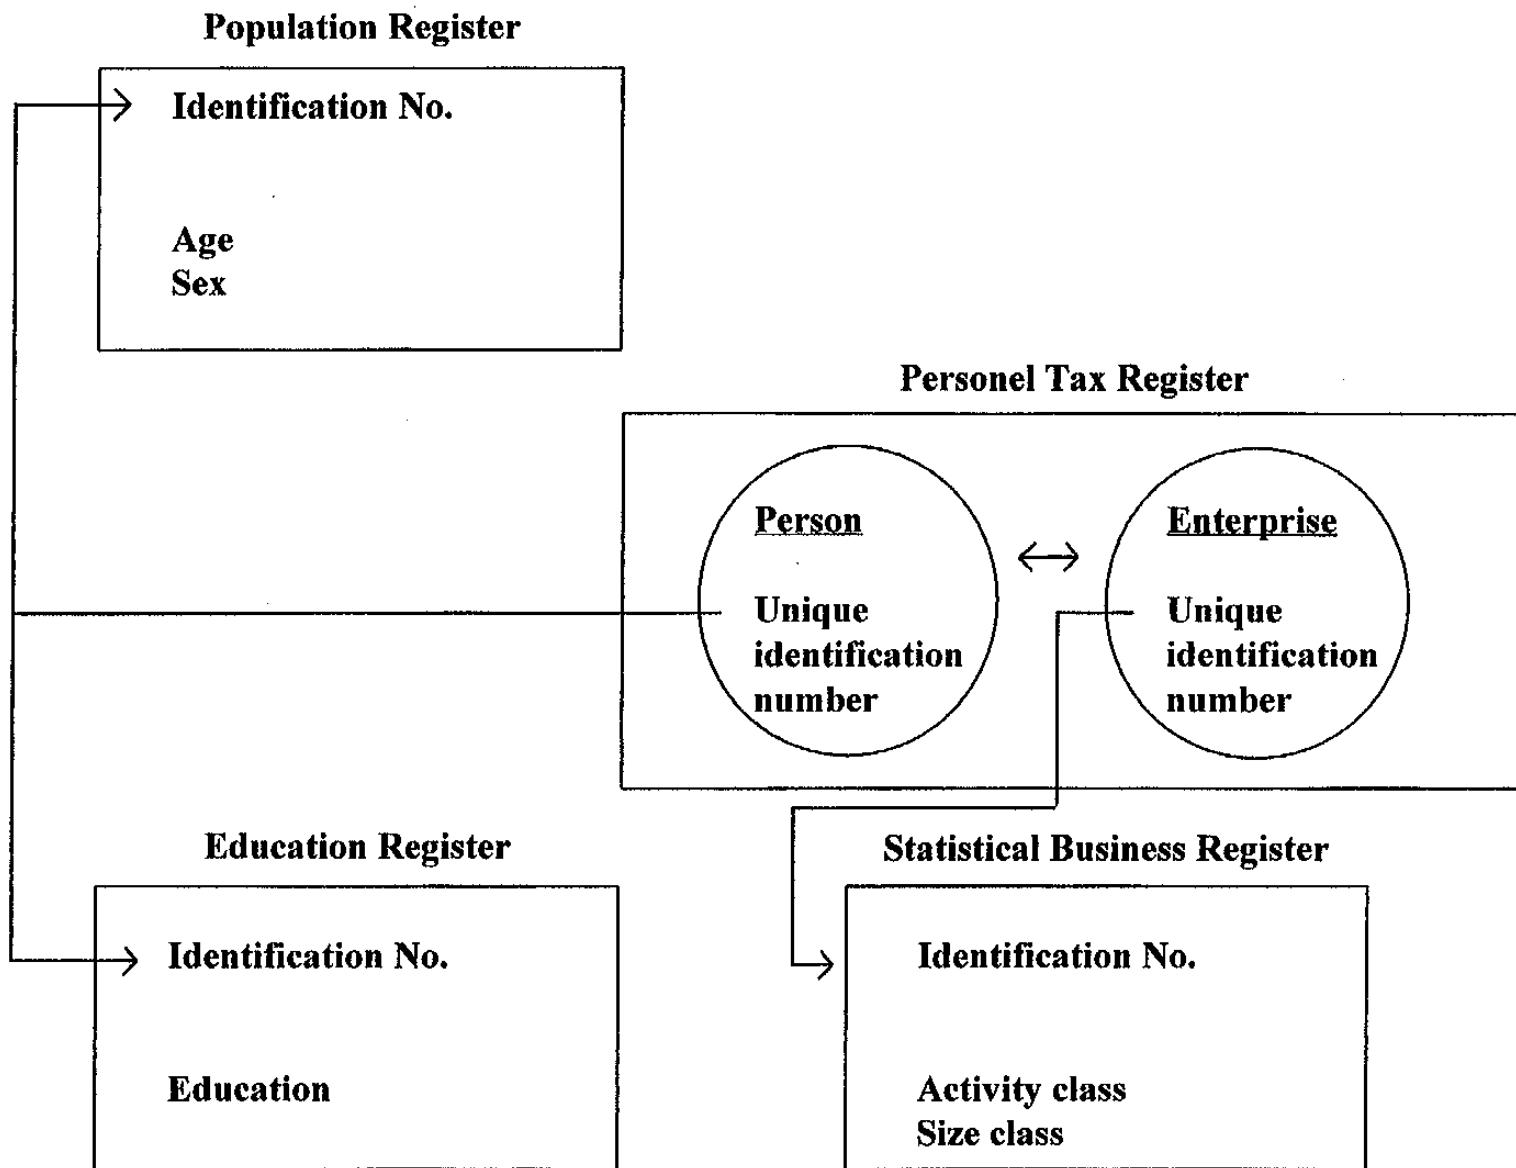 Population Register
Identification No.
Age
Sex
Personel Tax Register
Person
Unique
identification
number
Enterprise
Unique
identification
number
Education Register
Identification No.
Education
Statistical Business Register
Identification No.
Activity class
Size class